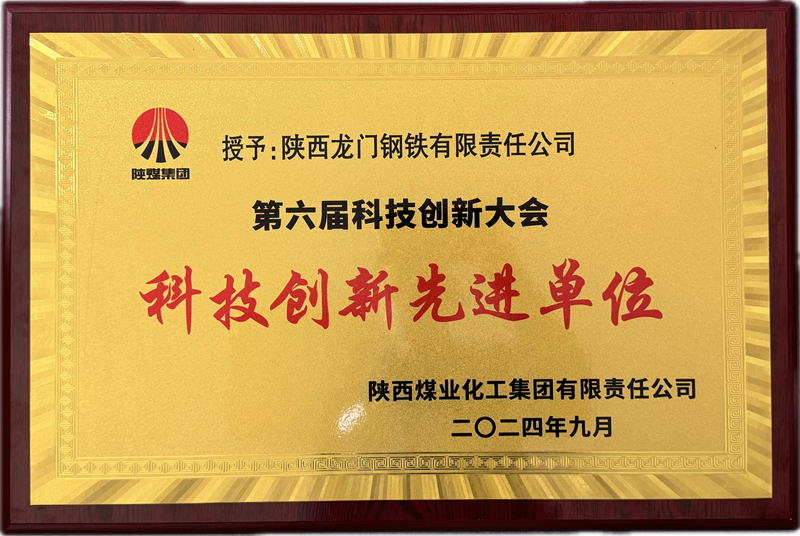 陕煤集团
授予:陕西龙门钢铁有限责任公司
第六届科技创新大会
科技创新先进单位
陕西煤业化工集团有限责任公司
二〇二四年九月